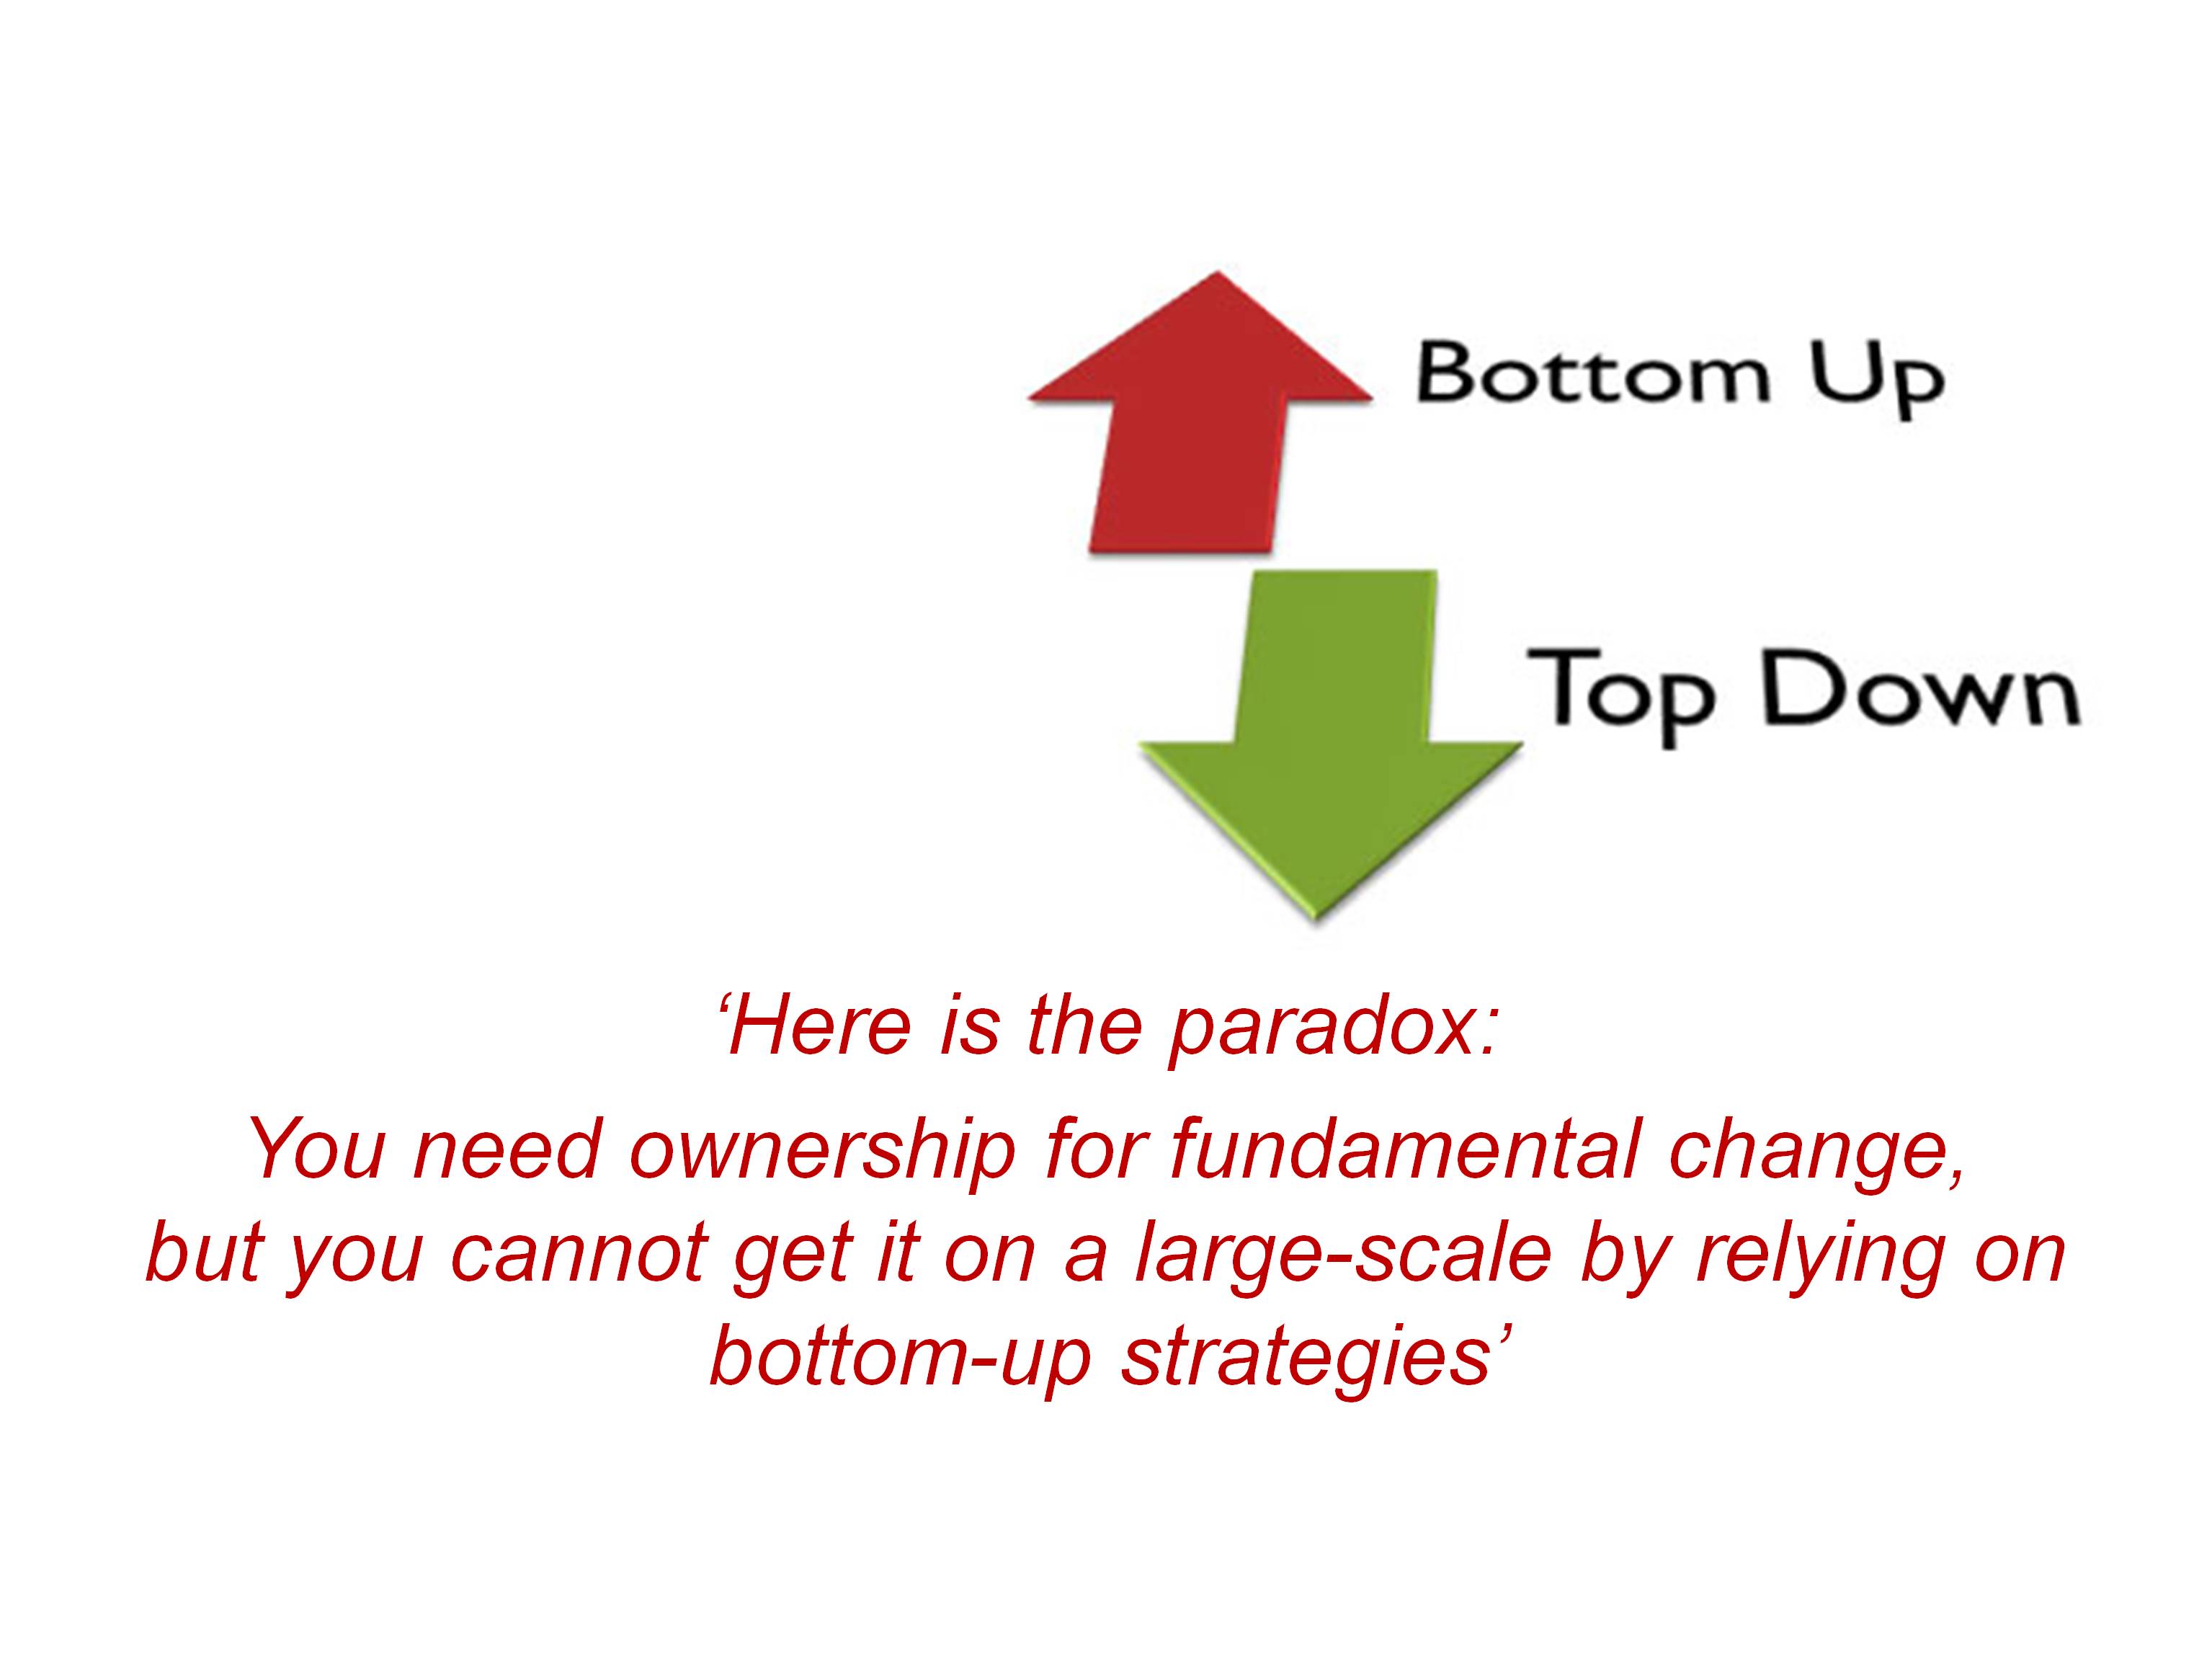 Bottom Up
Top Down
‘Here is the paradox:
You need ownership for fundamental change,
but you cannot get it on a large-scale by relying on
bottom-up strategies’